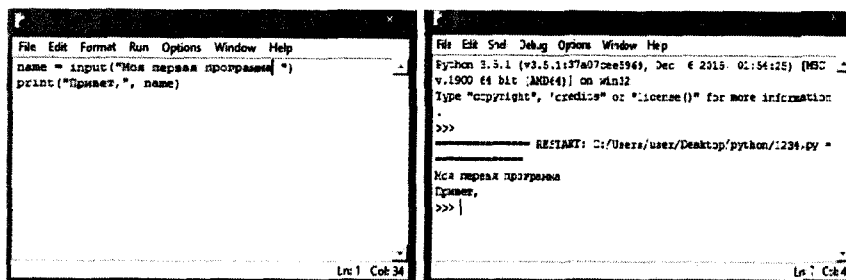 File Edit Format Run Options Window Help
name = input("Моя первая программа ")
print("Привет,", name)
Ln: 1 Col: 34
File Edit Shell Debug Options Window Help
Python 3.5.1 (v3.5.1:37a07cee5969, Dec 6 2015, 01:54:25) [MSC
v.1900 64 bit (AMD64)] on win32
Type "copyright", "credits" or "license()" for more information
.
>>>
RESTART: C:/Users/user/Desktop/python/1234.py =
Моя первая программа
Привет,
>>>